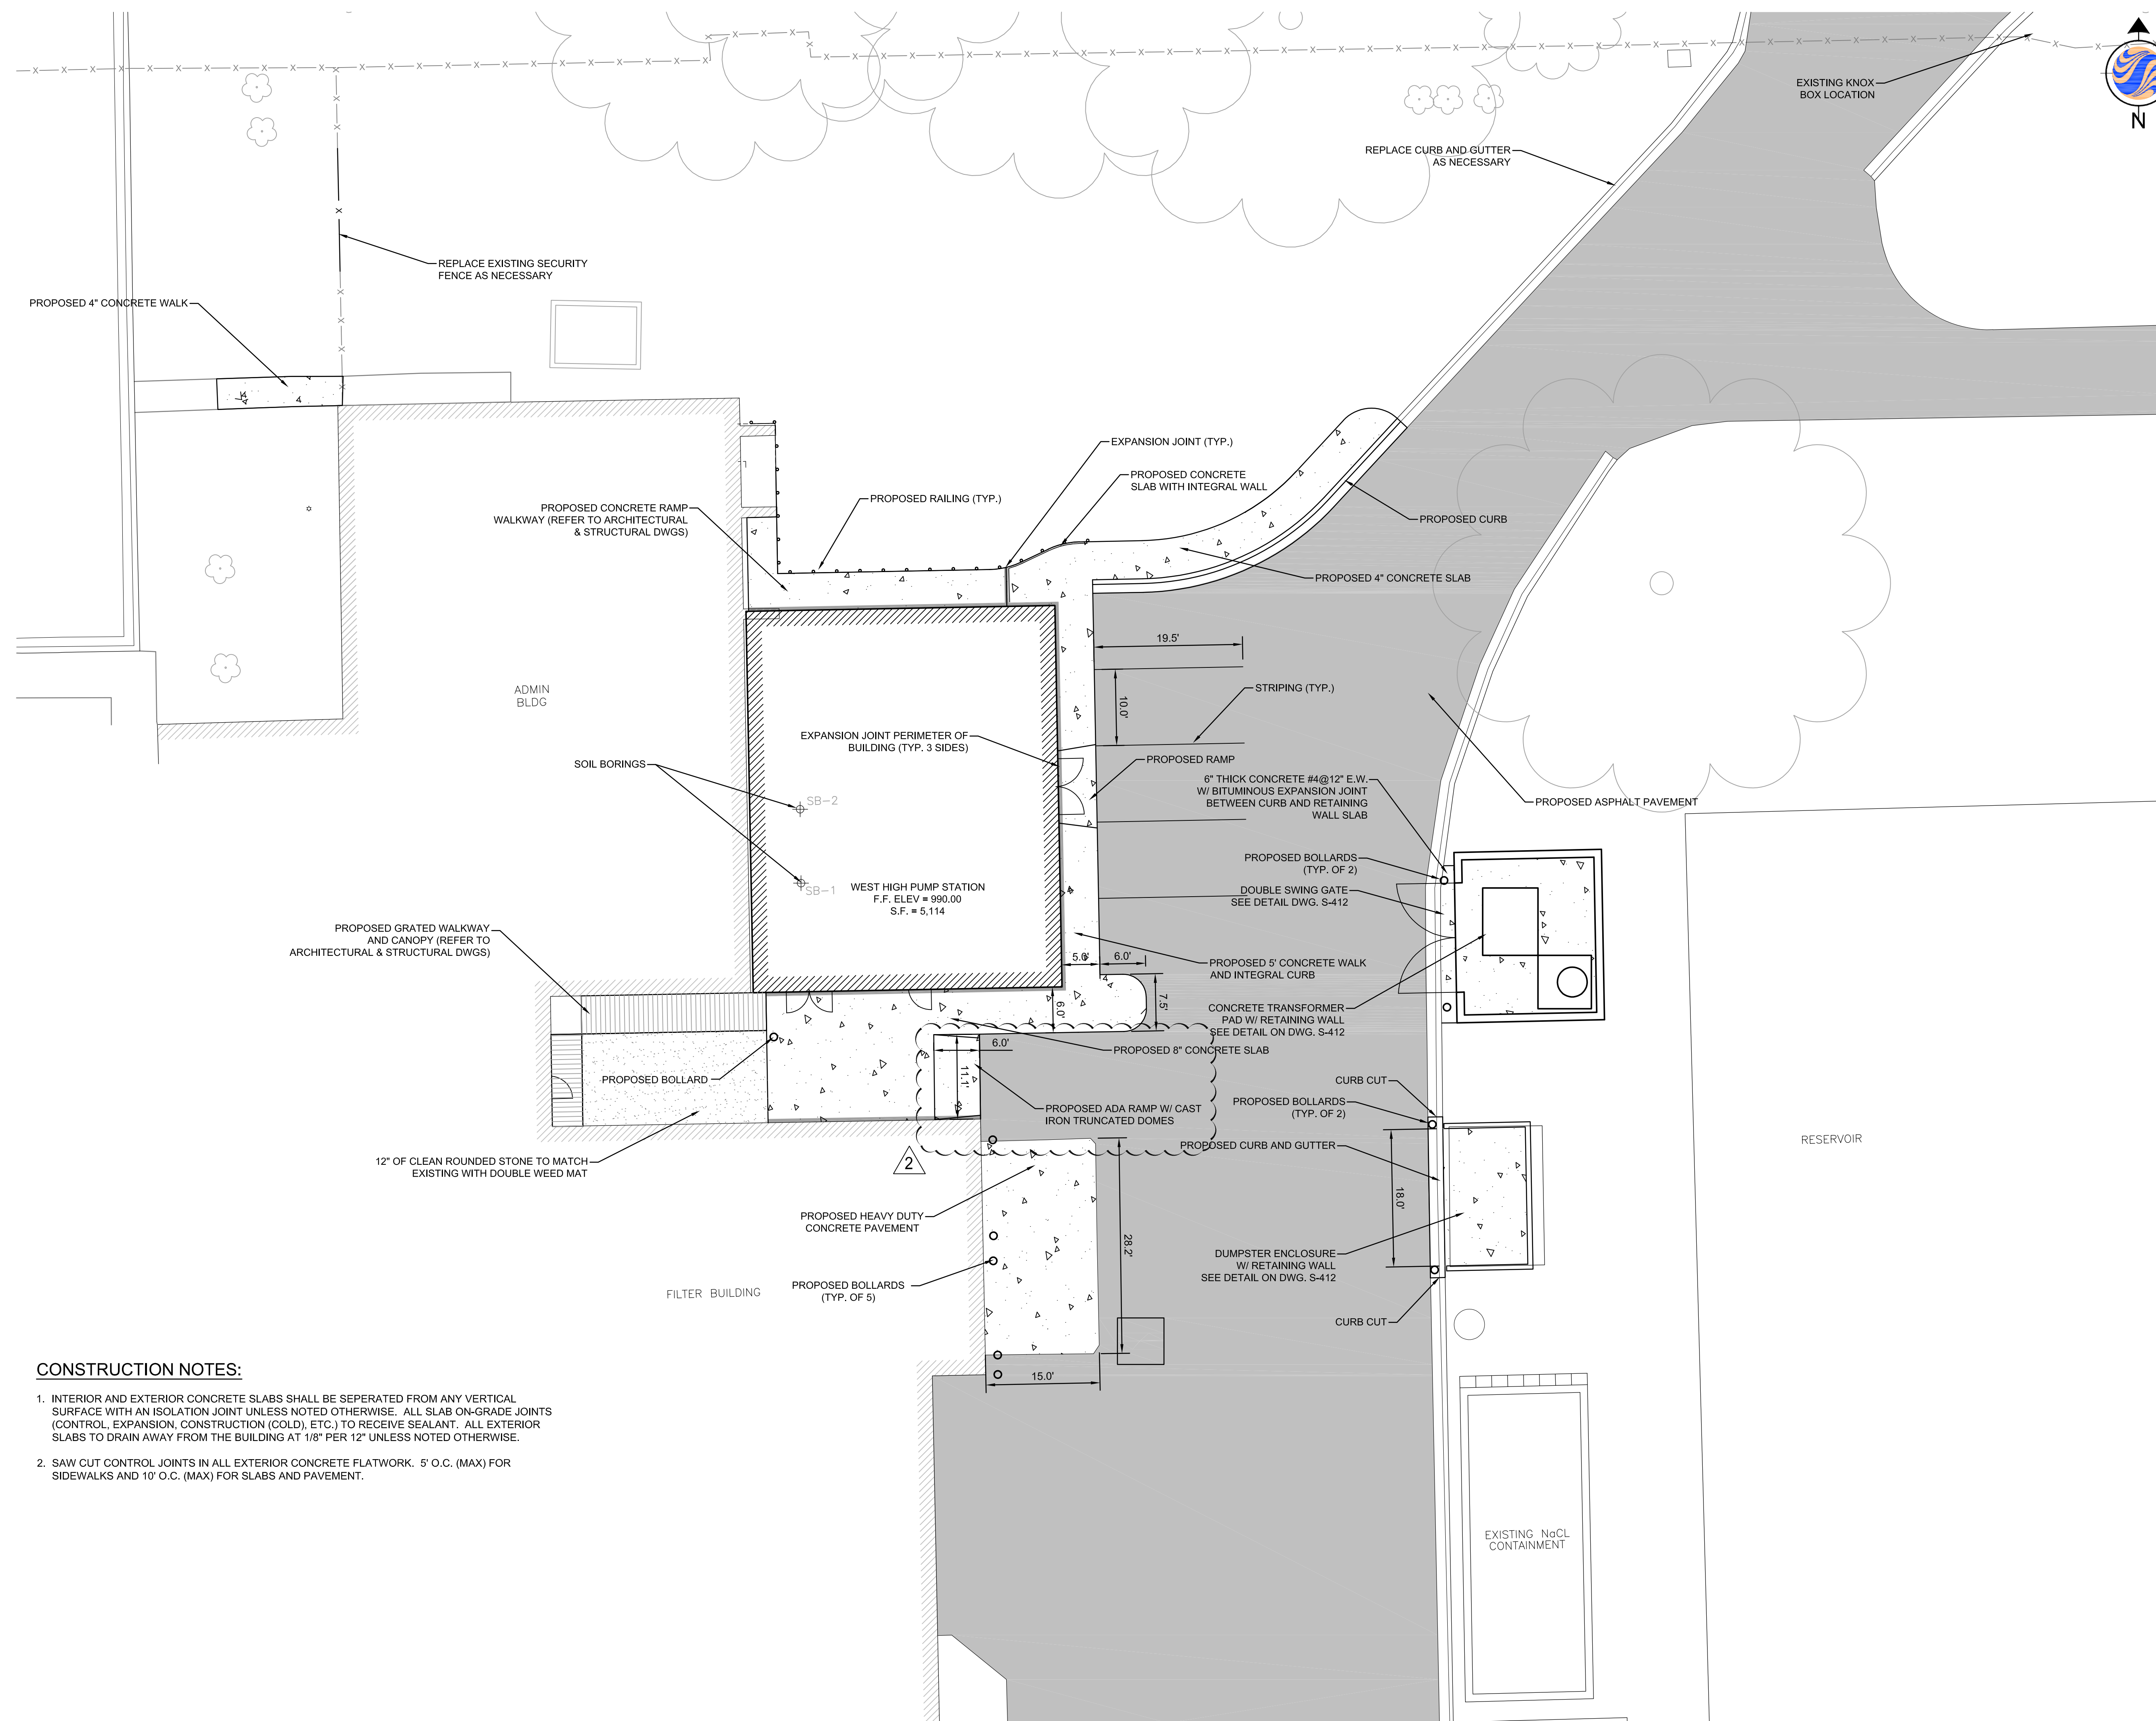 EXISTING KNOX
BOX LOCATION
N
REPLACE CURB AND GUTTER
AS NECESSARY
REPLACE EXISTING SECURITY
FENCE AS NECESSARY
PROPOSED 4" CONCRETE WALK
EXPANSION JOINT (TYP.)
PROPOSED CONCRETE
SLAB WITH INTEGRAL WALL
PROPOSED RAILING (TYP.)
PROPOSED CONCRETE RAMP
WALKWAY (REFER TO ARCHITECTURAL
& STRUCTURAL DWGS)
PROPOSED CURB
PROPOSED 4" CONCRETE SLAB
19.5'
ADMIN
BLDG
STRIPING (TYP.)
10.0'
EXPANSION JOINT PERIMETER OF
BUILDING (TYP. 3 SIDES)
SOIL BORINGS
PROPOSED RAMP
6" THICK CONCRETE #4@12" E.W.
W/ BITUMINOUS EXPANSION JOINT
BETWEEN CURB AND RETAINING
WALL SLAB
PROPOSED ASPHALT PAVEMENT
SB-2
SB-1
WEST HIGH PUMP STATION
F.F. ELEV = 990.00
S.F. = 5,114
PROPOSED BOLLARDS
(TYP. OF 2)
DOUBLE SWING GATE
SEE DETAIL DWG. S-412
PROPOSED GRATED WALKWAY
AND CANOPY (REFER TO
ARCHITECTURAL & STRUCTURAL DWGS)
5.0'
6.0'
PROPOSED 5' CONCRETE WALK
AND INTEGRAL CURB
7.5'
6.0'
CONCRETE TRANSFORMER
PAD W/ RETAINING WALL
SEE DETAIL ON DWG. S-412
6.0'
PROPOSED 8" CONCRETE SLAB
11.1'
PROPOSED BOLLARD
CURB CUT
PROPOSED BOLLARDS
(TYP. OF 2)
PROPOSED ADA RAMP W/ CAST
IRON TRUNCATED DOMES
PROPOSED CURB AND GUTTER
RESERVOIR
12" OF CLEAN ROUNDED STONE TO MATCH
EXISTING WITH DOUBLE WEED MAT
2
18.0'
PROPOSED HEAVY DUTY
CONCRETE PAVEMENT
28.2'
DUMPSTER ENCLOSURE
W/ RETAINING WALL
SEE DETAIL ON DWG. S-412
FILTER BUILDING
PROPOSED BOLLARDS
(TYP. OF 5)
CURB CUT
15.0'
CONSTRUCTION NOTES:
1. INTERIOR AND EXTERIOR CONCRETE SLABS SHALL BE SEPERATED FROM ANY VERTICAL
SURFACE WITH AN ISOLATION JOINT UNLESS NOTED OTHERWISE. ALL SLAB ON-GRADE JOINTS
(CONTROL, EXPANSION, CONSTRUCTION (COLD), ETC.) TO RECEIVE SEALANT. ALL EXTERIOR
SLABS TO DRAIN AWAY FROM THE BUILDING AT 1/8" PER 12" UNLESS NOTED OTHERWISE.
2. SAW CUT CONTROL JOINTS IN ALL EXTERIOR CONCRETE FLATWORK. 5' O.C. (MAX) FOR
SIDEWALKS AND 10' O.C. (MAX) FOR SLABS AND PAVEMENT.
EXISTING NaCL
CONTAINMENT